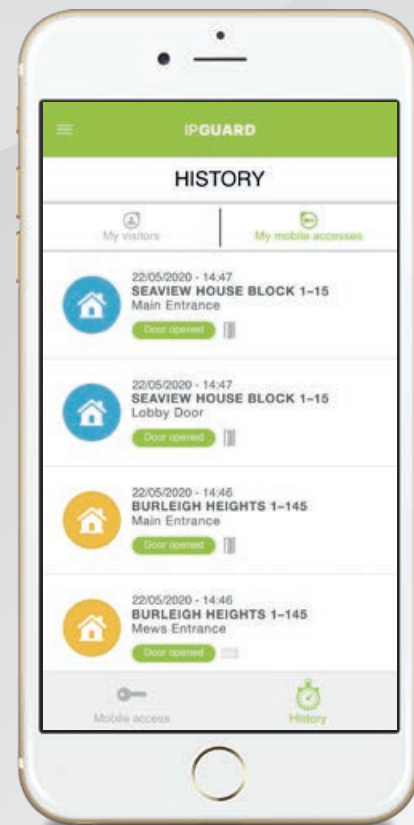 IPGUARD
HISTORY
My visitors
My mobile accesses
22/05/2020 - 14:47
SEAVIEW HOUSE BLOCK 1–15
Main Entrance
Door opened
22/05/2020 - 14:47
SEAVIEW HOUSE BLOCK 1–15
Lobby Door
Door opened
22/05/2020 - 14:46
BURLEIGH HEIGHTS 1–145
Main Entrance
Door opened
22/05/2020 - 14:46
BURLEIGH HEIGHTS 1–145
Mews Entrance
Door opened
Mobile access
History